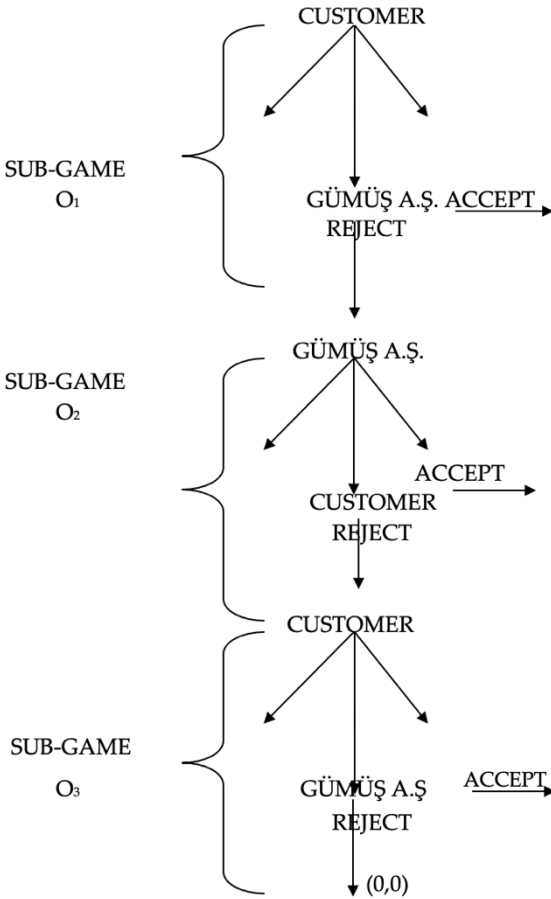 CUSTOMER
SUB-GAME
O₁
GÜMÜŞ A.Ş. ACCEPT
REJECT
GÜMÜŞ A.Ş.
SUB-GAME
O₂
ACCEPT
CUSTOMER
REJECT
CUSTOMER
SUB-GAME
O₃
GÜMÜŞ A.Ş ACCEPT
REJECT
(0,0)